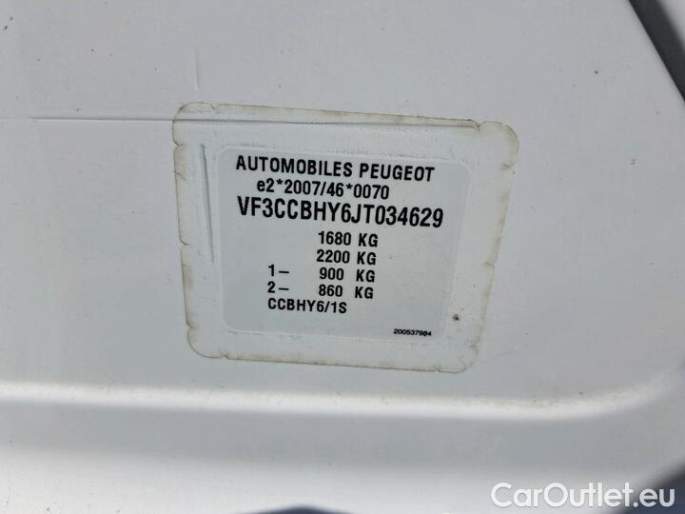 AUTOMOBILES PEUGEOT
e2*2007/46*0070
VF3CCBHY6JT034629
1680 KG
2200 KG
1- 900 KG
2- 860 KG
CCBHY6/1S
200537984
CarOutlet.eu